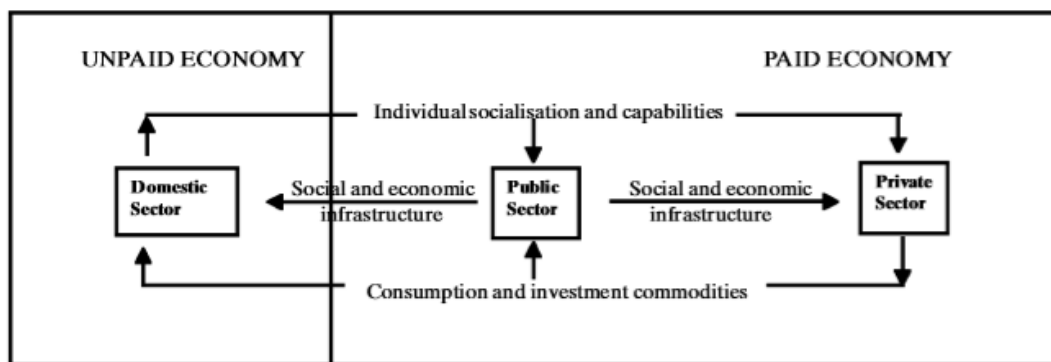 UNPAID ECONOMY
PAID ECONOMY
Individual socialisation and capabilities
Domestic
Sector
Social and economic
infrastructure
Public
Sector
Social and economic
infrastructure
Private
Sector
Consumption and investment commodities